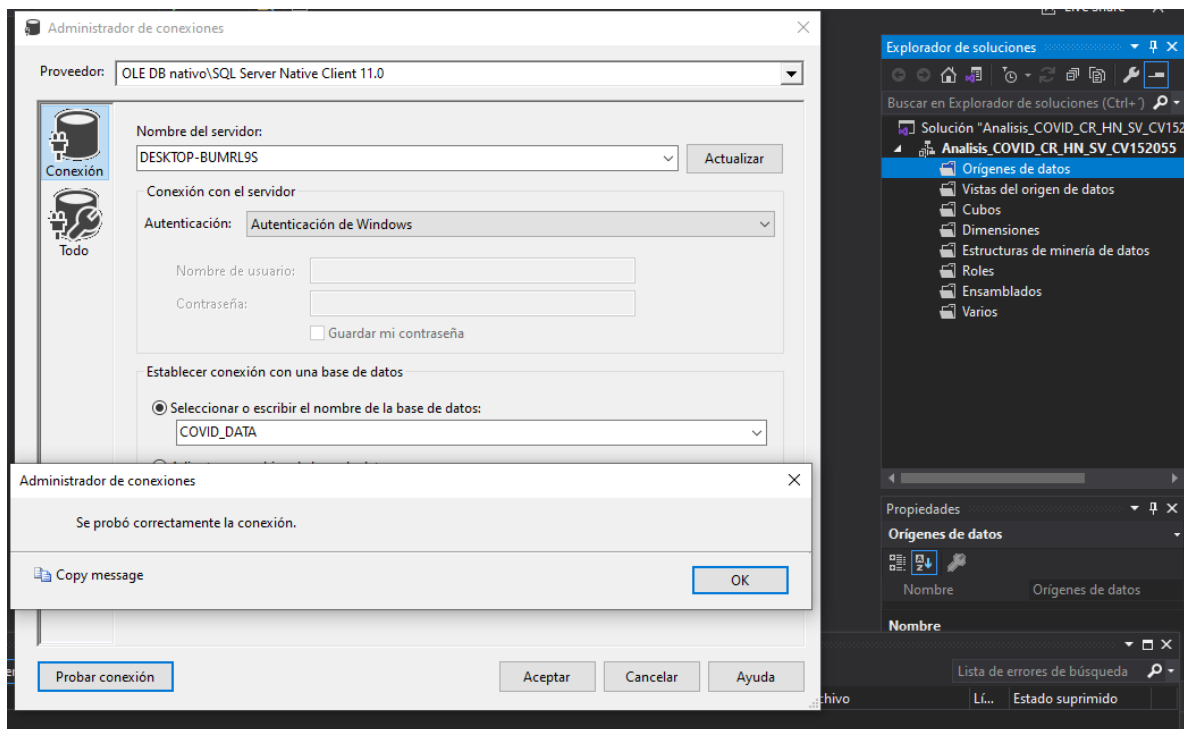 Administrador de conexiones
Proveedor: OLE DB nativo\SQL Server Native Client 11.0
Conexión
Todo
Nombre del servidor:
DESKTOP-BUMRL9S
Actualizar
Conexión con el servidor
Autenticación: Autenticación de Windows
Nombre de usuario:
Contraseña:
Guardar mi contraseña
Establecer conexión con una base de datos
Seleccionar o escribir el nombre de la base de datos:
COVID_DATA
Administrador de conexiones
Se probó correctamente la conexión.
Copy message
OK
Probar conexión
Aceptar
Cancelar
Ayuda
Live Share
Explorador de soluciones
Buscar en Explorador de soluciones (Ctrl+´)
Solución "Analisis_COVID_CR_HN_SV_CV152
Analisis_COVID_CR_HN_SV_CV152055
Orígenes de datos
Vistas del origen de datos
Cubos
Dimensiones
Estructuras de minería de datos
Roles
Ensamblados
Varios
Propiedades
Orígenes de datos
Nombre Orígenes de datos
Nombre
Lista de errores de búsqueda
chivo
Lí... Estado suprimido